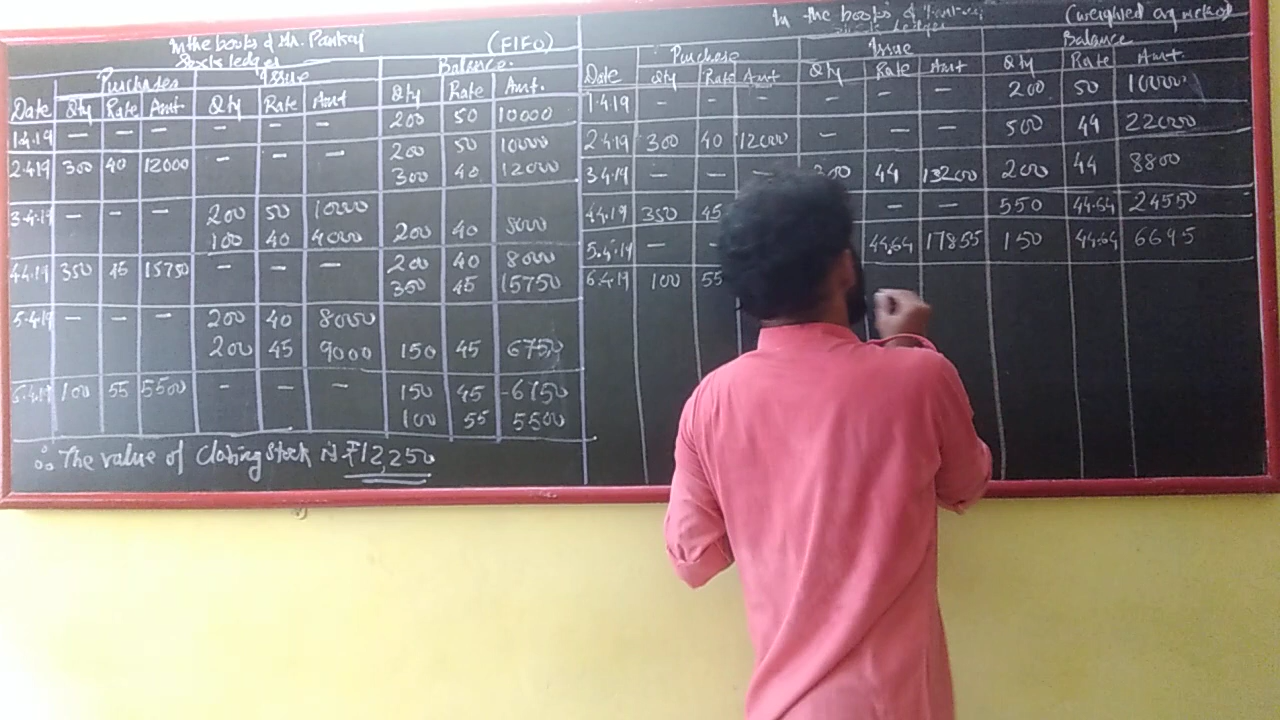 In the books of Mr. Pankaj (FIFO)
Stock ledger
Purchases Issue Balance
Date Qty Rate Amt Qty Rate Amt Qty Rate Amt.
1.4.19 - - - - - - 200 50 10000
2.4.19 300 40 12000 - - - 200 50 10000
300 40 12000
3.4.19 - - - 200 50 10000
100 40 4000 200 40 8000
4.4.19 350 45 15750 - - - 200 40 8000
350 45 15750
5.4.19 - - - 200 40 8000
200 45 9000 150 45 6750
6.4.19 100 55 5500 - - - 150 45 6750
100 55 5500
∴ The value of closing stock is ₹12,250
In the books of (weighted avg method)
Purchase Issue Balance
Date Qty Rate Amt Qty Rate Amt Qty Rate Amt
1.4.19 - - - - - - 200 50 10000
2.4.19 300 40 12000 - - - 500 44 22000
3.4.19 - - - 300 44 13200 200 44 8800
4.4.19 350 45 - - 550 44.64 24550
5.4.19 - - 44.64 17855 150 44.64 6695
6.4.19 100 55